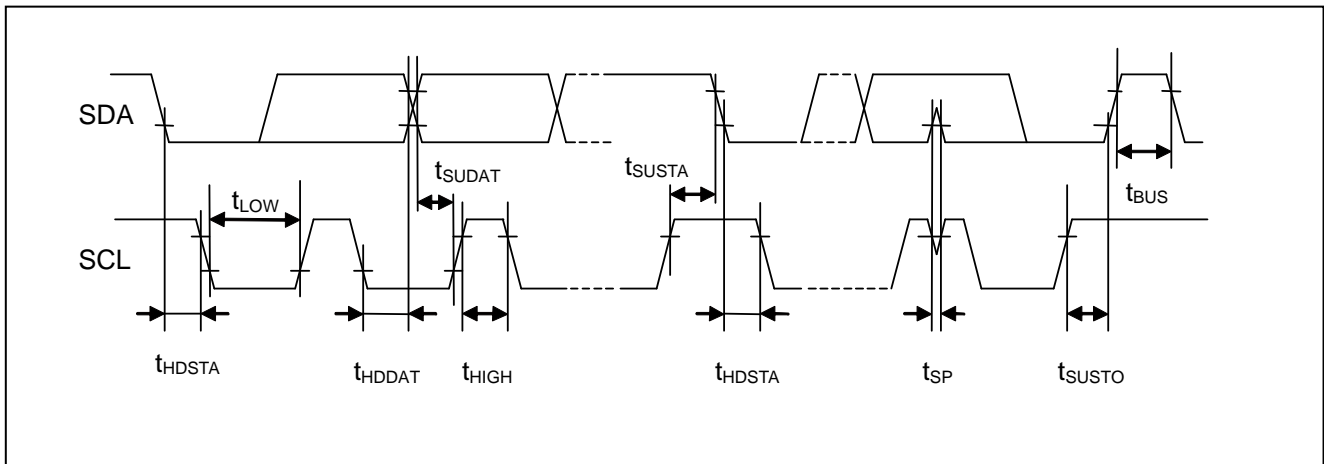 SDA
tSUDAT
tSUSTA
tLOW
tBUS
SCL
tHDSTA
tHDDAT
tHIGH
tHDSTA
tSP
tSUSTO